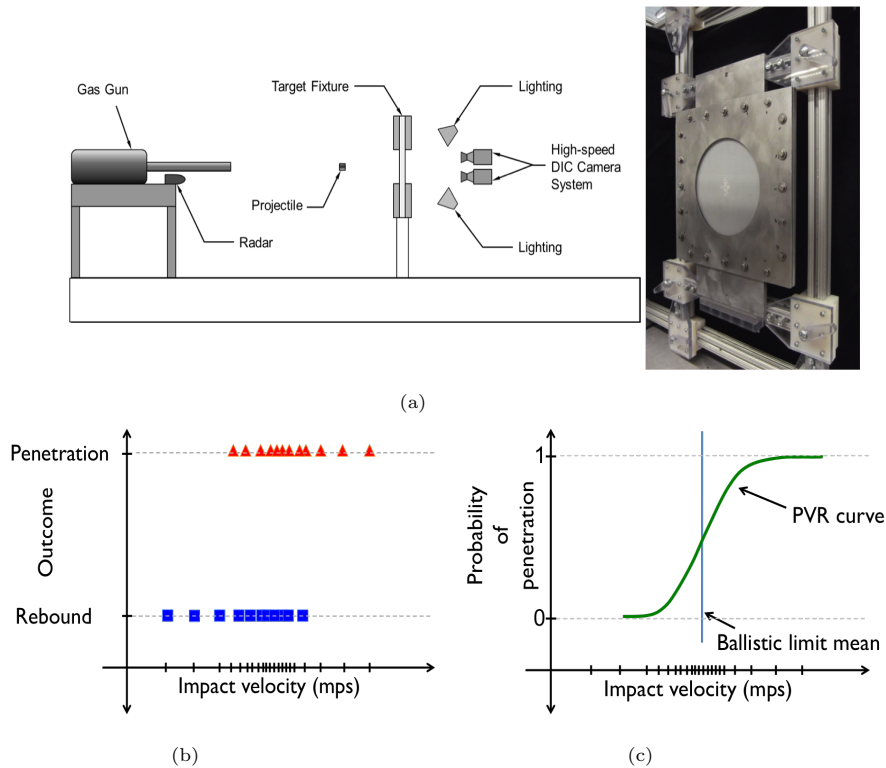 Gas Gun
Target Fixture
Lighting
High-speed
DIC Camera
System
Projectile
Radar
Lighting
(a)
Penetration
Outcome
Rebound
Impact velocity (mps)
(b)
1
Probability
of
penetration
PVR curve
0
Ballistic limit mean
Impact velocity (mps)
(c)